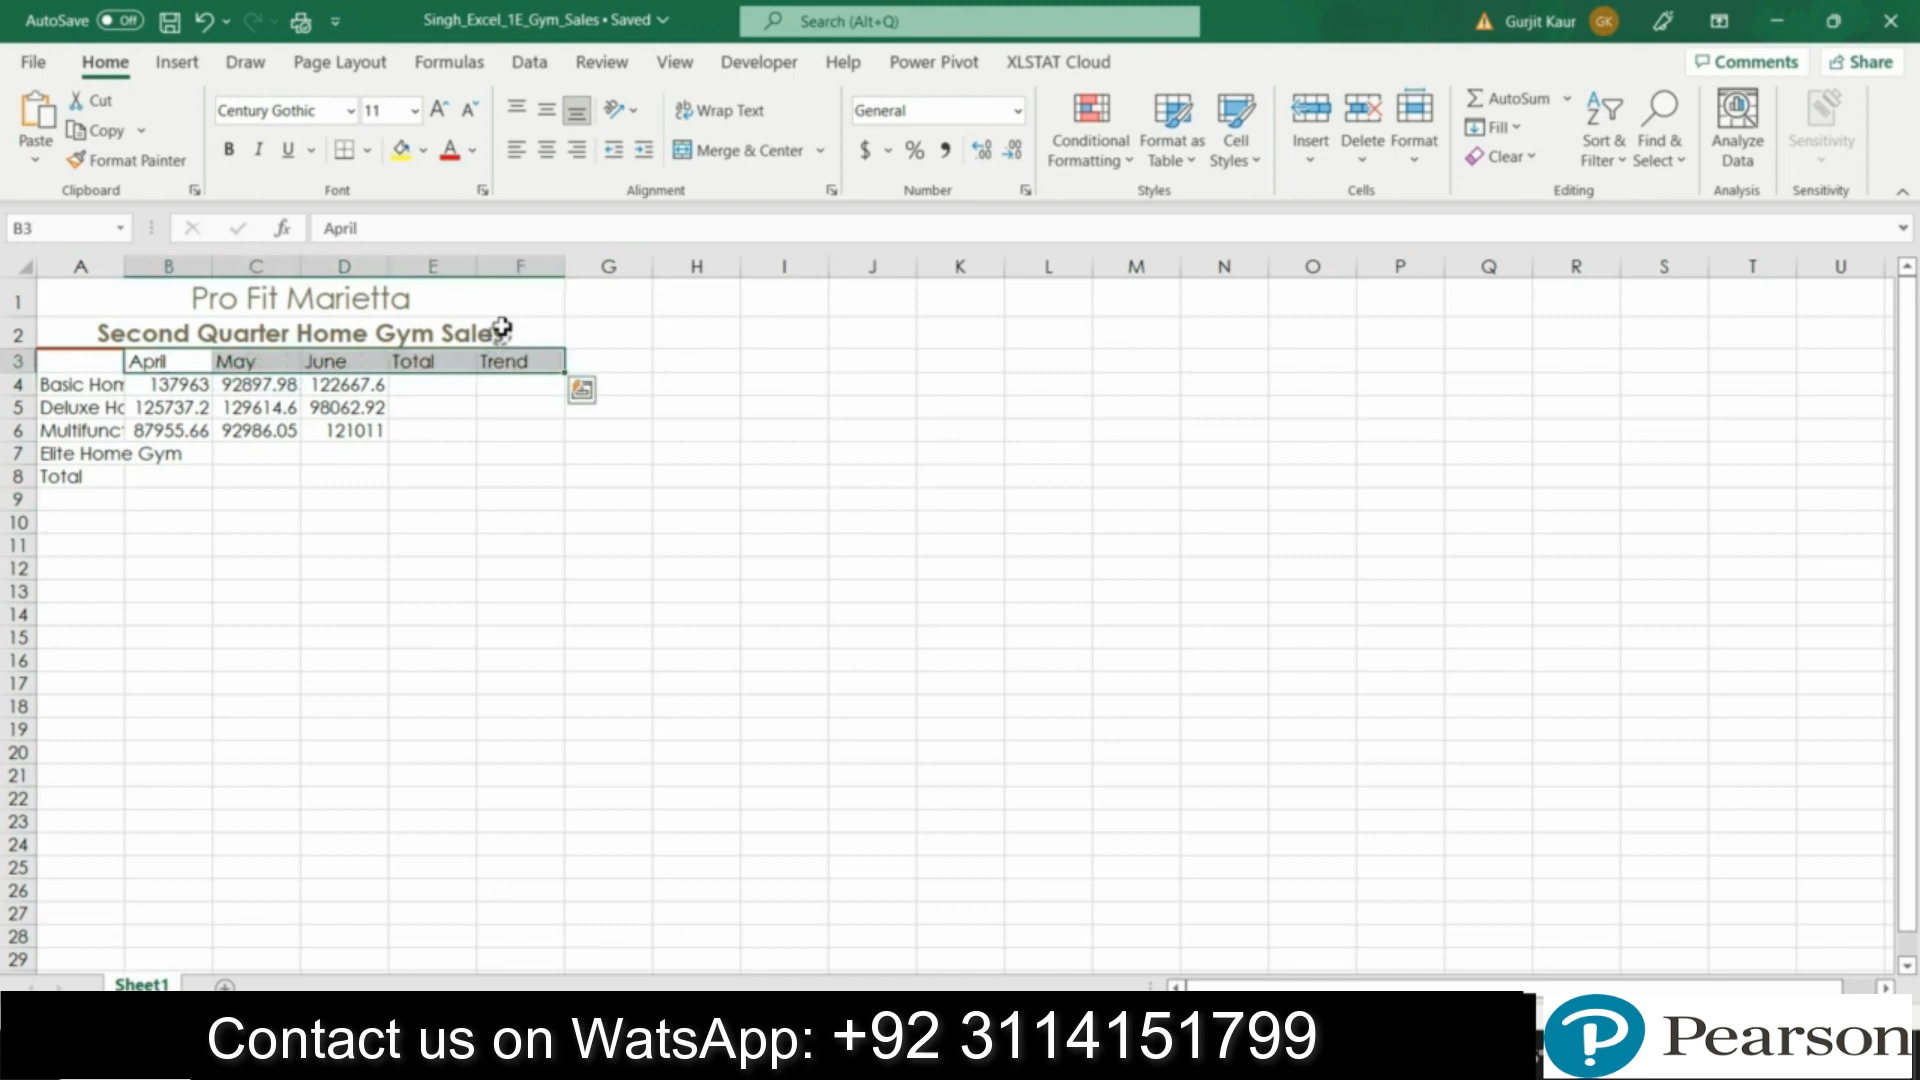 AutoSave Off Singh_Excel_1E_Gym_Sales • Saved Search (Alt+Q) Gurjit Kaur GK
File Home Insert Draw Page Layout Formulas Data Review View Developer Help Power Pivot XLSTAT Cloud Comments Share
Paste Cut Copy Format Painter
Century Gothic 11
B I U
Wrap Text
Merge & Center
General
$ % ,
Conditional Formatting
Format as Table
Cell Styles
Insert Delete Format
AutoSum
Fill
Clear
Sort & Filter
Find & Select
Analyze Data
Sensitivity
Clipboard Font Alignment Number Styles Cells Editing Analysis Sensitivity
B3 fx April
A B C D E F G H I J K L M N O P Q R S T U
1 Pro Fit Marietta
2 Second Quarter Home Gym Sales
3 April May June Total Trend
4 Basic Hom 137963 92897.98 122667.6
5 Deluxe Ho 125737.2 129614.6 98062.92
6 Multifunc 87955.66 92986.05 121011
7 Elite Home Gym
8 Total
9
10
11
12
13
14
15
16
17
18
19
20
21
22
23
24
25
26
27
28
29
Sheet1
Contact us on WatsApp: +92 3114151799
Pearson